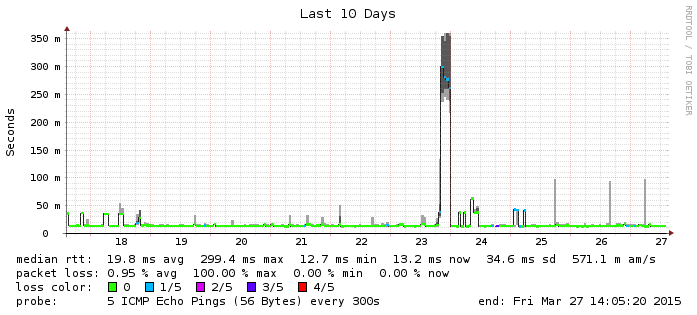 Last 10 Days
RRDTOOL / TOBI OETIKER
Seconds
350 m
300 m
250 m
200 m
150 m
100 m
50 m
0
18 19 20 21 22 23 24 25 26 27
median rtt: 19.8 ms avg 299.4 ms max 12.7 ms min 13.2 ms now 34.6 ms sd 571.1 m am/s
packet loss: 0.95 % avg 100.00 % max 0.00 % min 0.00 % now
loss color: 0 1/5 2/5 3/5 4/5
probe: 5 ICMP Echo Pings (56 Bytes) every 300s end: Fri Mar 27 14:05:20 2015